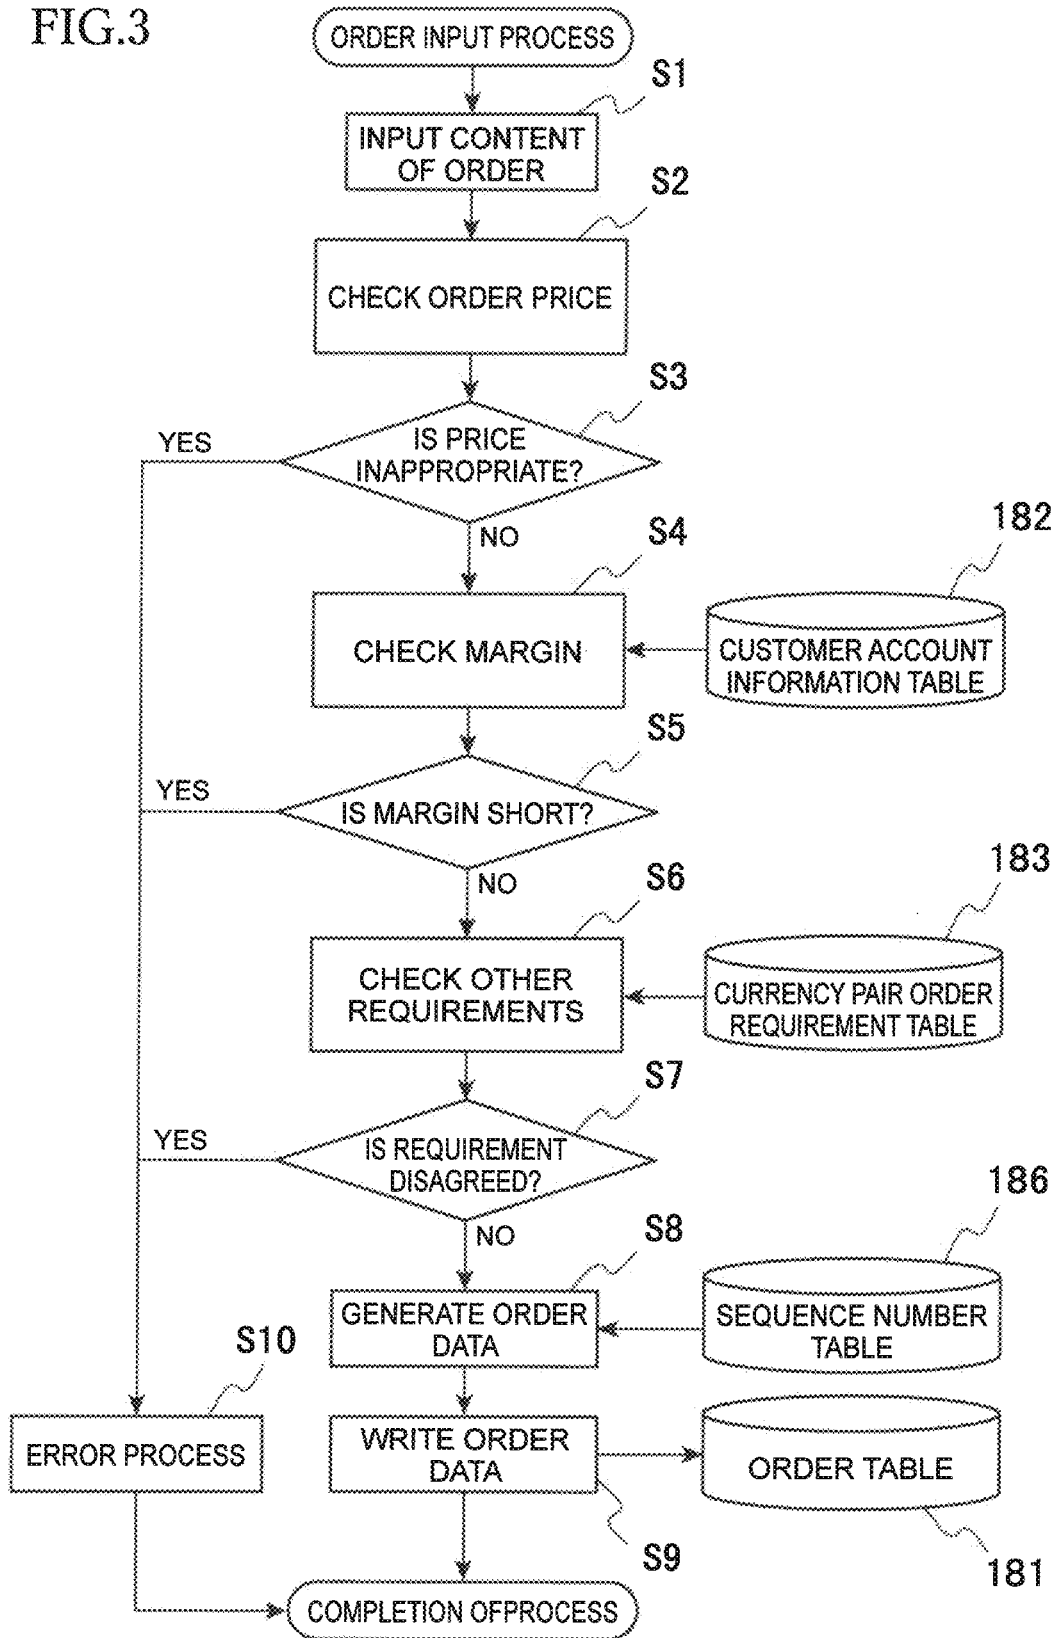 FIG.3
ORDER INPUT PROCESS
S1
INPUT CONTENT
OF ORDER
S2
CHECK ORDER PRICE
S3
YES
IS PRICE
INAPPROPRIATE?
NO
S4
182
CHECK MARGIN
CUSTOMER ACCOUNT
INFORMATION TABLE
S5
YES
IS MARGIN SHORT?
NO
S6
183
CHECK OTHER
REQUIREMENTS
CURRENCY PAIR ORDER
REQUIREMENT TABLE
S7
YES
IS REQUIREMENT
DISAGREED?
NO
S8
186
GENERATE ORDER
DATA
SEQUENCE NUMBER
TABLE
S10
ERROR PROCESS
WRITE ORDER
DATA
ORDER TABLE
S9
181
COMPLETION OFPROCESS